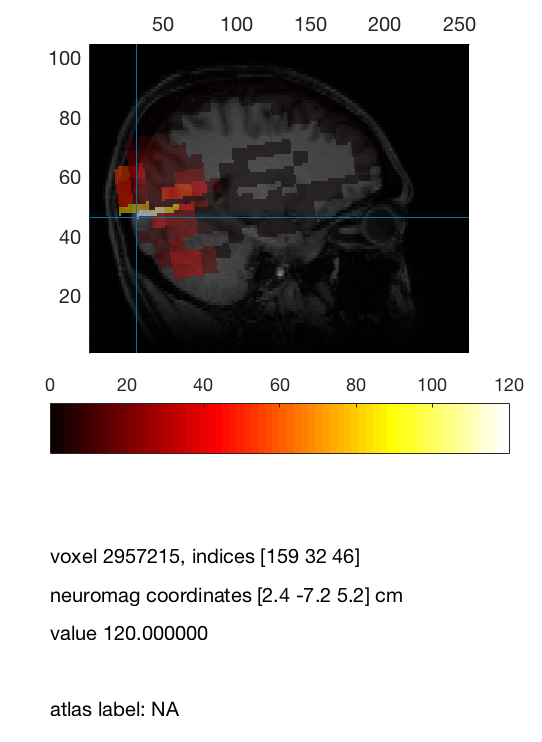 50 100 150 200 250
100
80
60
40
20
0 20 40 60 80 100 120
voxel 2957215, indices [159 32 46]
neuromag coordinates [2.4 -7.2 5.2] cm
value 120.000000
atlas label: NA